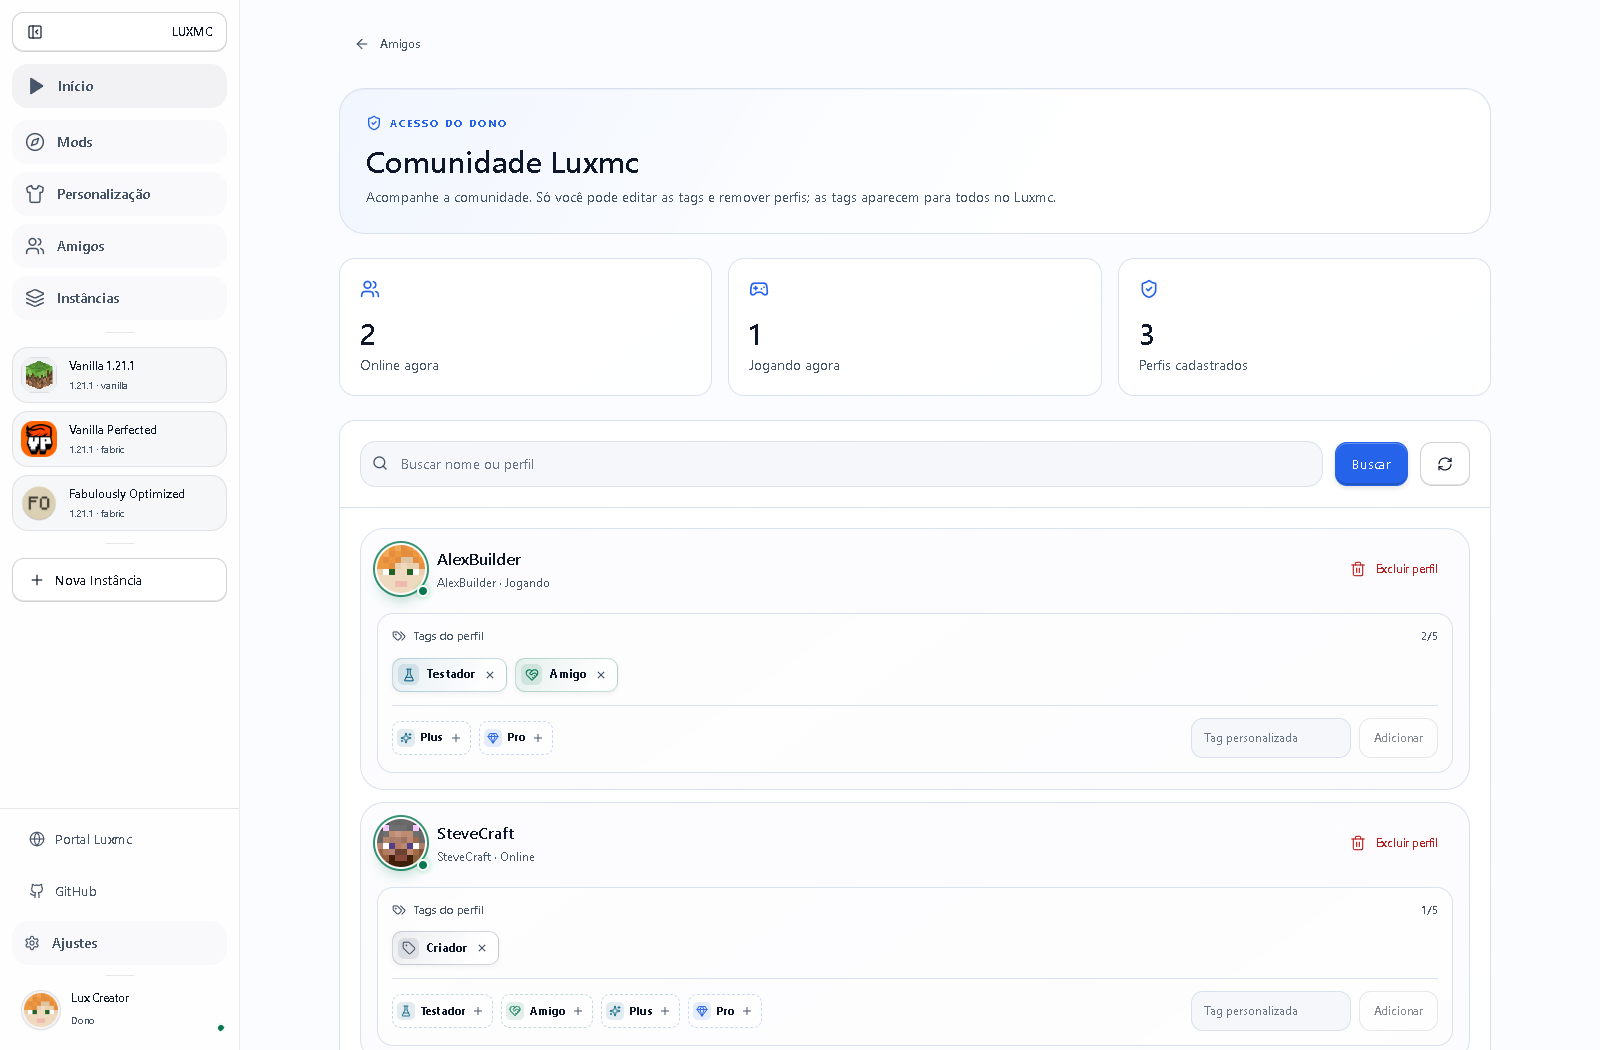 LUXMC
Início
Mods
Personalização
Amigos
Instâncias
Vanilla 1.21.1
1.21.1 · vanilla
VP
Vanilla Perfected
1.21.1 · fabric
FO
Fabulously Optimized
1.21.1 · fabric
Nova Instância
Portal Luxmc
GitHub
Ajustes
Lux Creator
Dono
Amigos
ACESSO DO DONO
Comunidade Luxmc
Acompanhe a comunidade. Só você pode editar as tags e remover perfis; as tags aparecem para todos no Luxmc.
2
Online agora
1
Jogando agora
3
Perfis cadastrados
Buscar nome ou perfil
Buscar
AlexBuilder
AlexBuilder · Jogando
Excluir perfil
Tags do perfil
2/5
Testador
Amigo
Plus
Pro
Tag personalizada
Adicionar
SteveCraft
SteveCraft · Online
Excluir perfil
Tags do perfil
1/5
Criador
Testador
Amigo
Plus
Pro
Tag personalizada
Adicionar